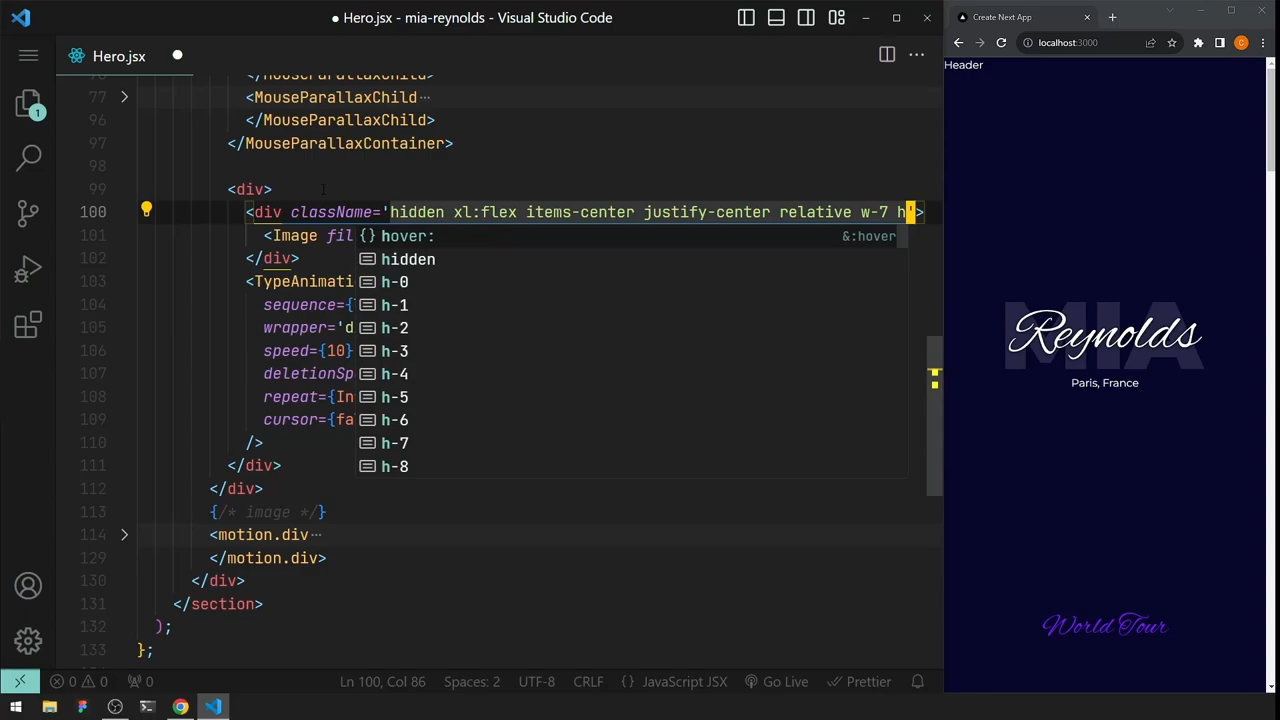 Hero.jsx - mia-reynolds - Visual Studio Code
Hero.jsx
1
</MouseParallaxChild>
77 <MouseParallaxChild ...
96 </MouseParallaxChild>
97 </MouseParallaxContainer>
98
99 <div>
100 <div className='hidden xl:flex items-center justify-center relative w-7 h'>
101 <Image fil
102 </div>
103 <TypeAnimati
104 sequence={
105 wrapper='d
106 speed={10}
107 deletionSp
108 repeat={In
109 cursor={fa
110 />
111 </div>
112 </div>
113 {/* image */}
114 <motion.div ...
129 </motion.div>
130 </div>
131 </section>
132 );
133 };
{} hover: &:hover
hidden
h-0
h-1
h-2
h-3
h-4
h-5
h-6
h-7
h-8
0 0 0
Ln 100, Col 86
Spaces: 2
UTF-8
CRLF
{} JavaScript JSX
Go Live
Prettier
Create Next App
localhost:3000
C
Header
MIA
Reynolds
Paris, France
World Tour